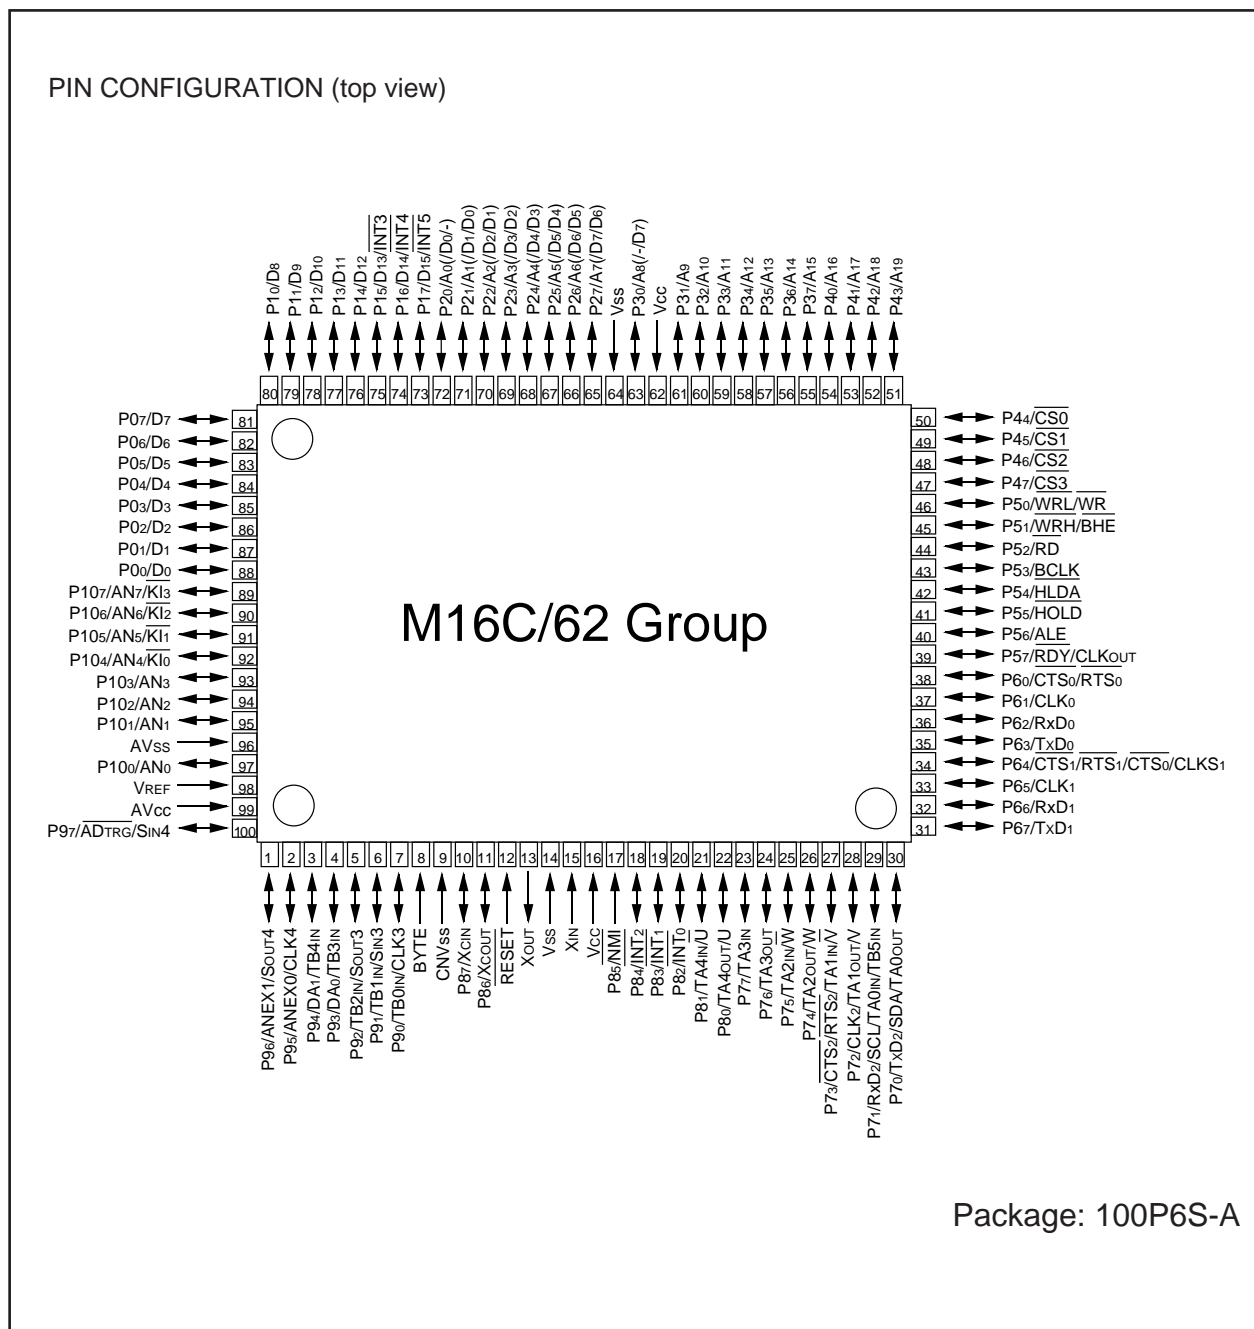 PIN CONFIGURATION (top view)
P10/D8
P11/D9
P12/D10
P13/D11
P14/D12
P15/D13/INT3
P16/D14/INT4
P17/D15/INT5
P20/A0(/D0/-)
P21/A1(/D1/D0)
P22/A2(/D2/D1)
P23/A3(/D3/D2)
P24/A4(/D4/D3)
P25/A5(/D5/D4)
P26/A6(/D6/D5)
P27/A7(/D7/D6)
Vss
P30/A8(/-/D7)
Vcc
P31/A9
P32/A10
P33/A11
P34/A12
P35/A13
P36/A14
P37/A15
P40/A16
P41/A17
P42/A18
P43/A19
80 79 78 77 76 75 74 73 72 71 70 69 68 67 66 65 64 63 62 61 60 59 58 57 56 55 54 53 52 51
P07/D7 81
P06/D6 82
P05/D5 83
P04/D4 84
P03/D3 85
P02/D2 86
P01/D1 87
P00/D0 88
P107/AN7/KI3 89
P106/AN6/KI2 90
P105/AN5/KI1 91
P104/AN4/KI0 92
P103/AN3 93
P102/AN2 94
P101/AN1 95
AVss 96
P100/AN0 97
VREF 98
AVcc 99
P97/ADTRG/SIN4 100
M16C/62 Group
50 P44/CS0
49 P45/CS1
48 P46/CS2
47 P47/CS3
46 P50/WRL/WR
45 P51/WRH/BHE
44 P52/RD
43 P53/BCLK
42 P54/HLDA
41 P55/HOLD
40 P56/ALE
39 P57/RDY/CLKOUT
38 P60/CTS0/RTS0
37 P61/CLK0
36 P62/RxD0
35 P63/TxD0
34 P64/CTS1/RTS1/CTS0/CLKS1
33 P65/CLK1
32 P66/RxD1
31 P67/TxD1
1 2 3 4 5 6 7 8 9 10 11 12 13 14 15 16 17 18 19 20 21 22 23 24 25 26 27 28 29 30
P96/ANEX1/SOUT4
P95/ANEX0/CLK4
P94/DA1/TB4IN
P93/DA0/TB3IN
P92/TB2IN/SOUT3
P91/TB1IN/SIN3
P90/TB0IN/CLK3
BYTE
CNVss
P87/XCIN
P86/XCOUT
RESET
XOUT
Vss
XIN
Vcc
P85/NMI
P84/INT2
P83/INT1
P82/INT0
P81/TA4IN/U
P80/TA4OUT/U
P77/TA3IN
P76/TA3OUT
P75/TA2IN/W
P74/TA2OUT/W
P73/CTS2/RTS2/TA1IN/V
P72/CLK2/TA1OUT/V
P71/RxD2/SCL/TA0IN/TB5IN
P70/TxD2/SDA/TA0OUT
Package: 100P6S-A